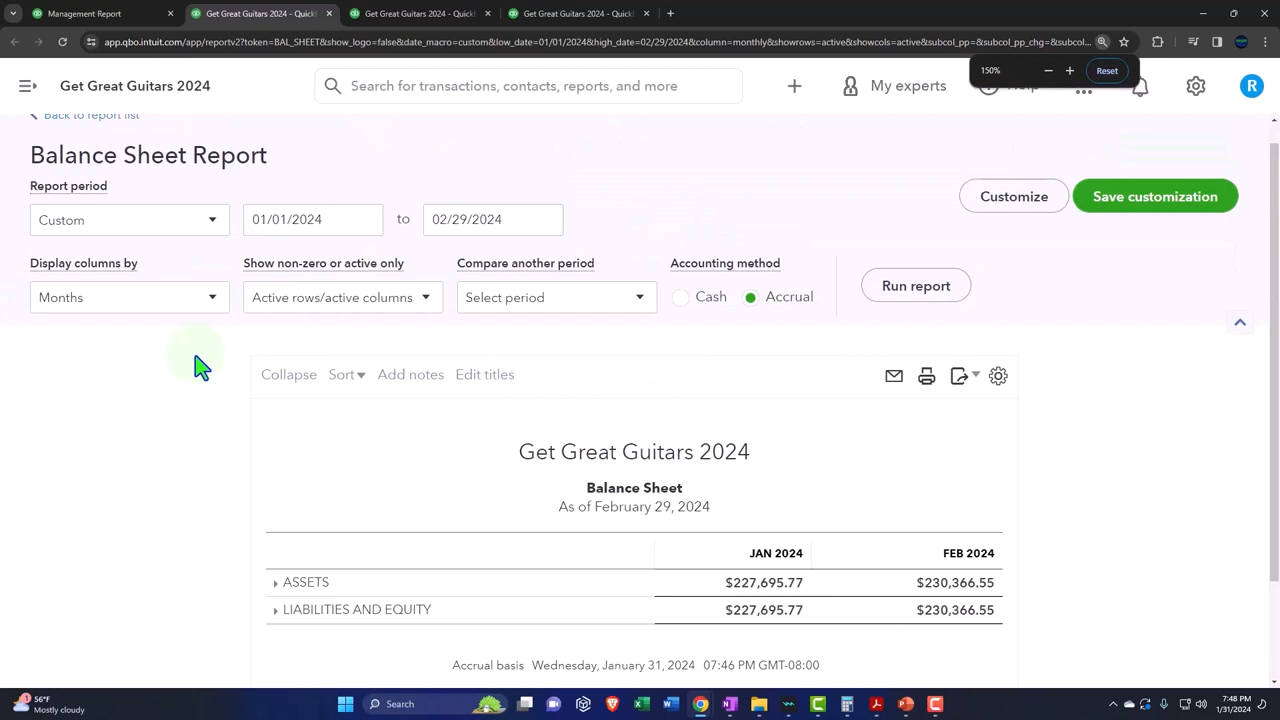 Management Report
Get Great Guitars 2024 - Quick
Get Great Guitars 2024 - Quick
Get Great Guitars 2024 - Quick
app.qbo.intuit.com/app/reportv2?token=BAL_SHEET&show_logo=false&date_macro=custom&low_date=01/01/2024&high_date=02/29/2024&column=monthly&showrows=active&showcols=active&subcol_pp=&subcol_pp_chg=&subcol...
150%
Reset
Get Great Guitars 2024
Search for transactions, contacts, reports, and more
My experts
Help
R
Back to report list
Balance Sheet Report
Report period
Custom
01/01/2024
to
02/29/2024
Customize
Save customization
Display columns by
Show non-zero or active only
Compare another period
Accounting method
Months
Active rows/active columns
Select period
Cash
Accrual
Run report
Collapse
Sort
Add notes
Edit titles
Get Great Guitars 2024
Balance Sheet
As of February 29, 2024
JAN 2024 FEB 2024
ASSETS $227,695.77 $230,366.55
LIABILITIES AND EQUITY $227,695.77 $230,366.55
Accrual basis Wednesday, January 31, 2024 07:46 PM GMT-08:00
56°F
Mostly cloudy
Search
7:48 PM
1/31/2024